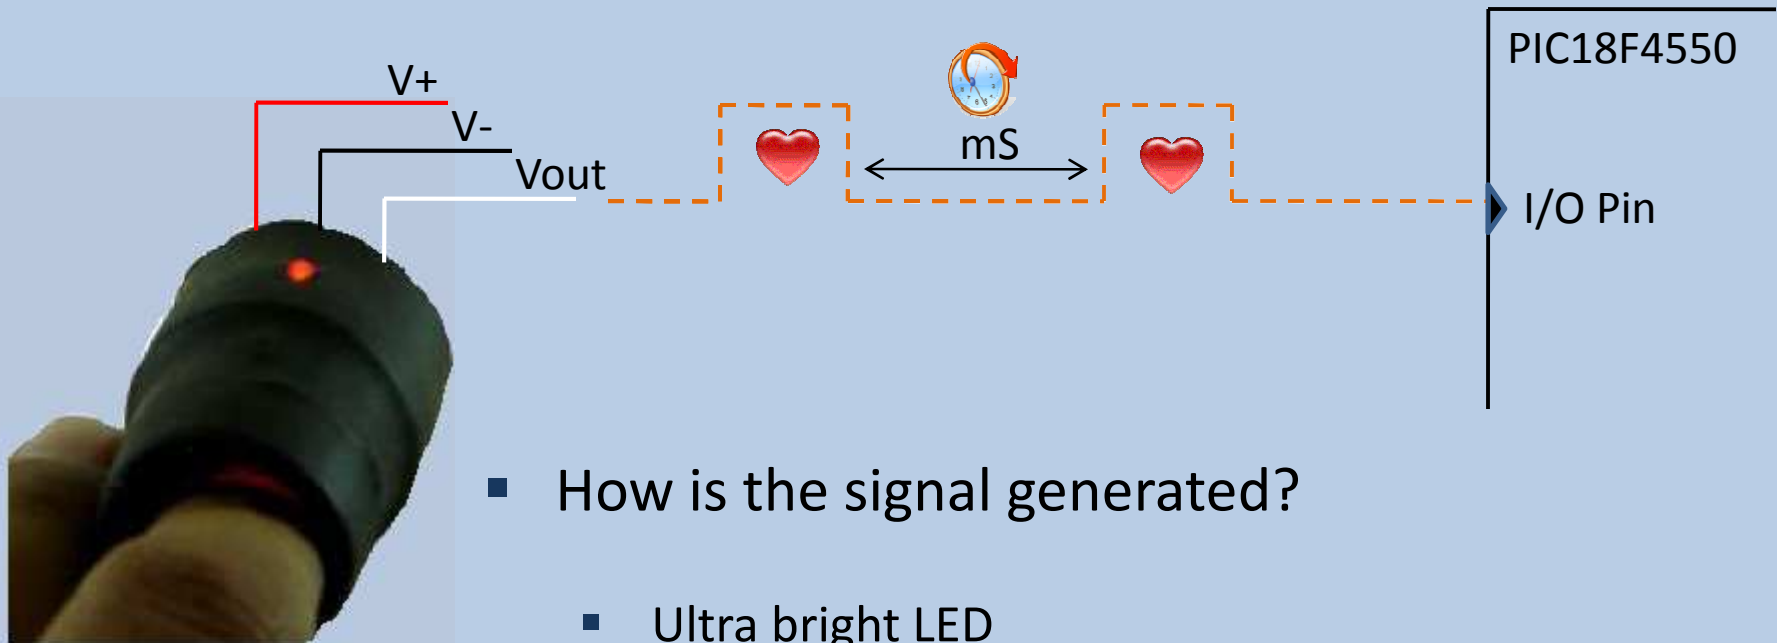 PIC18F4550
V+
V-
Vout
mS
I/O Pin
How is the signal generated?
Ultra bright LED